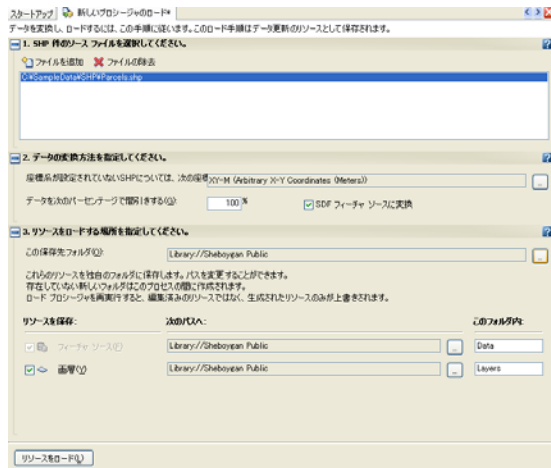 スタートアップ 新しいプロシージャのロード*
データを変換し、ロードするには、この手順に従います。このロード手順はデータ更新のリソースとして保存されます。
1. SHP 件のソース ファイルを選択してください。
ファイルを追加 ファイルの除去
C:¥SampleData¥SHP¥Parcels.shp
2. データの変換方法を指定してください。
座標系が設定されていないSHPについては、次の座標 XY-M (Arbitrary X-Y Coordinates (Meters)) ...
データを次のパーセンテージで間引きする(G): 100 % SDF フィーチャ ソースに変換
3. リソースをロードする場所を指定してください。
この保存先フォルダ(O): Library://Sheboygan Public ...
これらのリソースを独自のフォルダに保存します。パスを変更することができます。
存在していない新しいフォルダはこのプロセスの間に作成されます。
ロード プロシージャを再実行すると、編集済みのリソースではなく、生成されたリソースのみが上書きされます。
リソースを保存: 次のパスへ: このフォルダ内:
フィーチャ ソース(F) Library://Sheboygan Public ... Data
画層(Y) Library://Sheboygan Public ... Layers
リソースをロード(L)